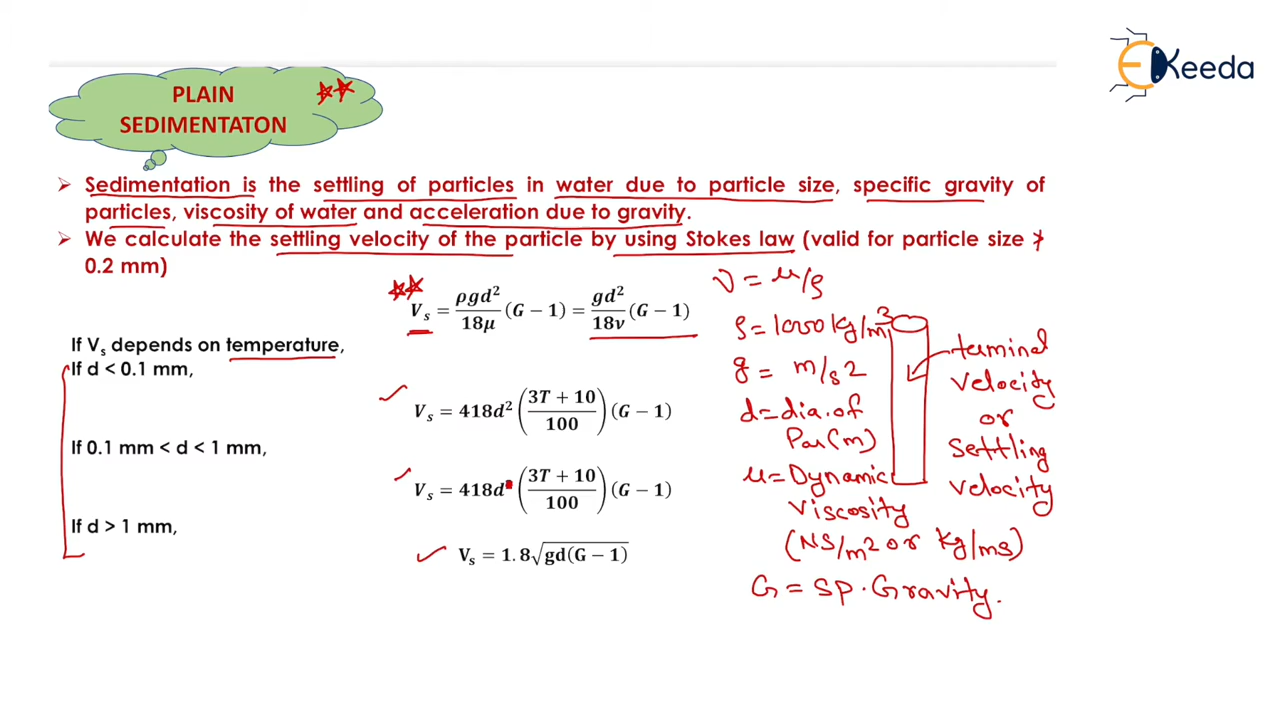 EKeeda
PLAIN
SEDIMENTATON
➢ Sedimentation is the settling of particles in water due to particle size, specific gravity of
particles, viscosity of water and acceleration due to gravity.
➢ We calculate the settling velocity of the particle by using Stokes law (valid for particle size ≯
0.2 mm)
Vₛ = ρgd²/18μ (G − 1) = gd²/18ν (G − 1)
If Vₛ depends on temperature,
If d < 0.1 mm,
Vₛ = 418d² ((3T + 10)/100) (G − 1)
If 0.1 mm < d < 1 mm,
Vₛ = 418d ((3T + 10)/100) (G − 1)
If d > 1 mm,
Vₛ = 1.8√(gd(G − 1))
ν = μ/ρ
ρ = 1000 kg/m³
g = m/s2
d = dia. of
Par (m)
μ = Dynamic
viscosity
(NS/m2 or kg/ms)
G = sp. Gravity.
terminal
velocity
or
Settling
velocity